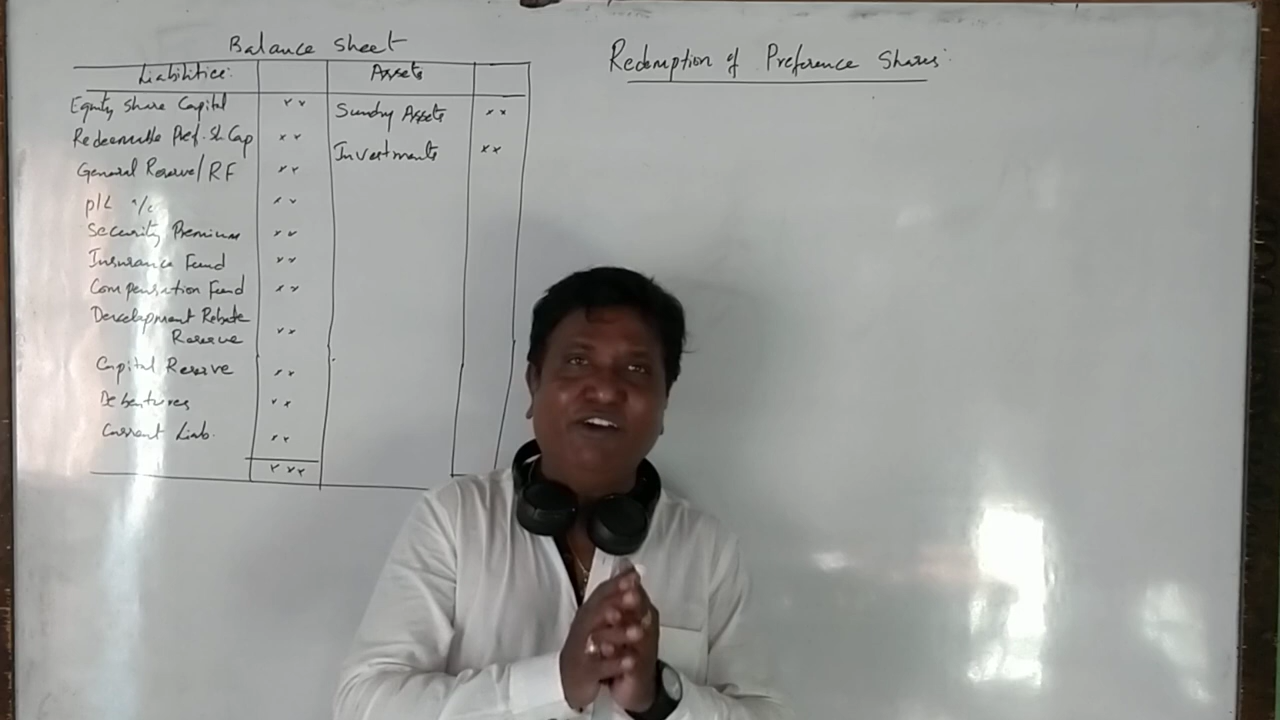 Balance Sheet
Liabilities Assets
Equity Share Capital xx Sundry Assets xx
Redeemable Pref. Sh Cap xx Investments xx
General Reserve/RF xx
P/L A/c xx
Security Premium xx
Insurance Fund xx
Compensation Fund xx
Development Rebate
Reserve xx
Capital Reserve xx
Debentures xx
Current Liab. xx
xxx
Redemption of Preference Shares